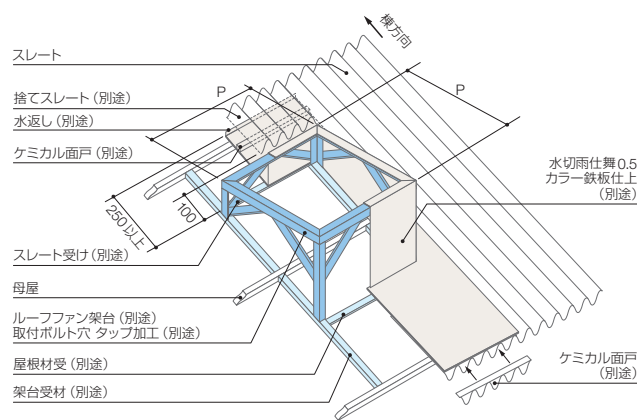 棟方向
スレート
P
P
捨てスレート（別途）
水返し（別途）
ケミカル面戸（別途）
水切雨仕舞0.5
カラー鉄板仕上
（別途）
100
250以上
スレート受け（別途）
母屋
ルーフファン架台（別途）
取付ボルト穴 タップ加工（別途）
屋根材受（別途）
架台受材（別途）
ケミカル面戸
（別途）